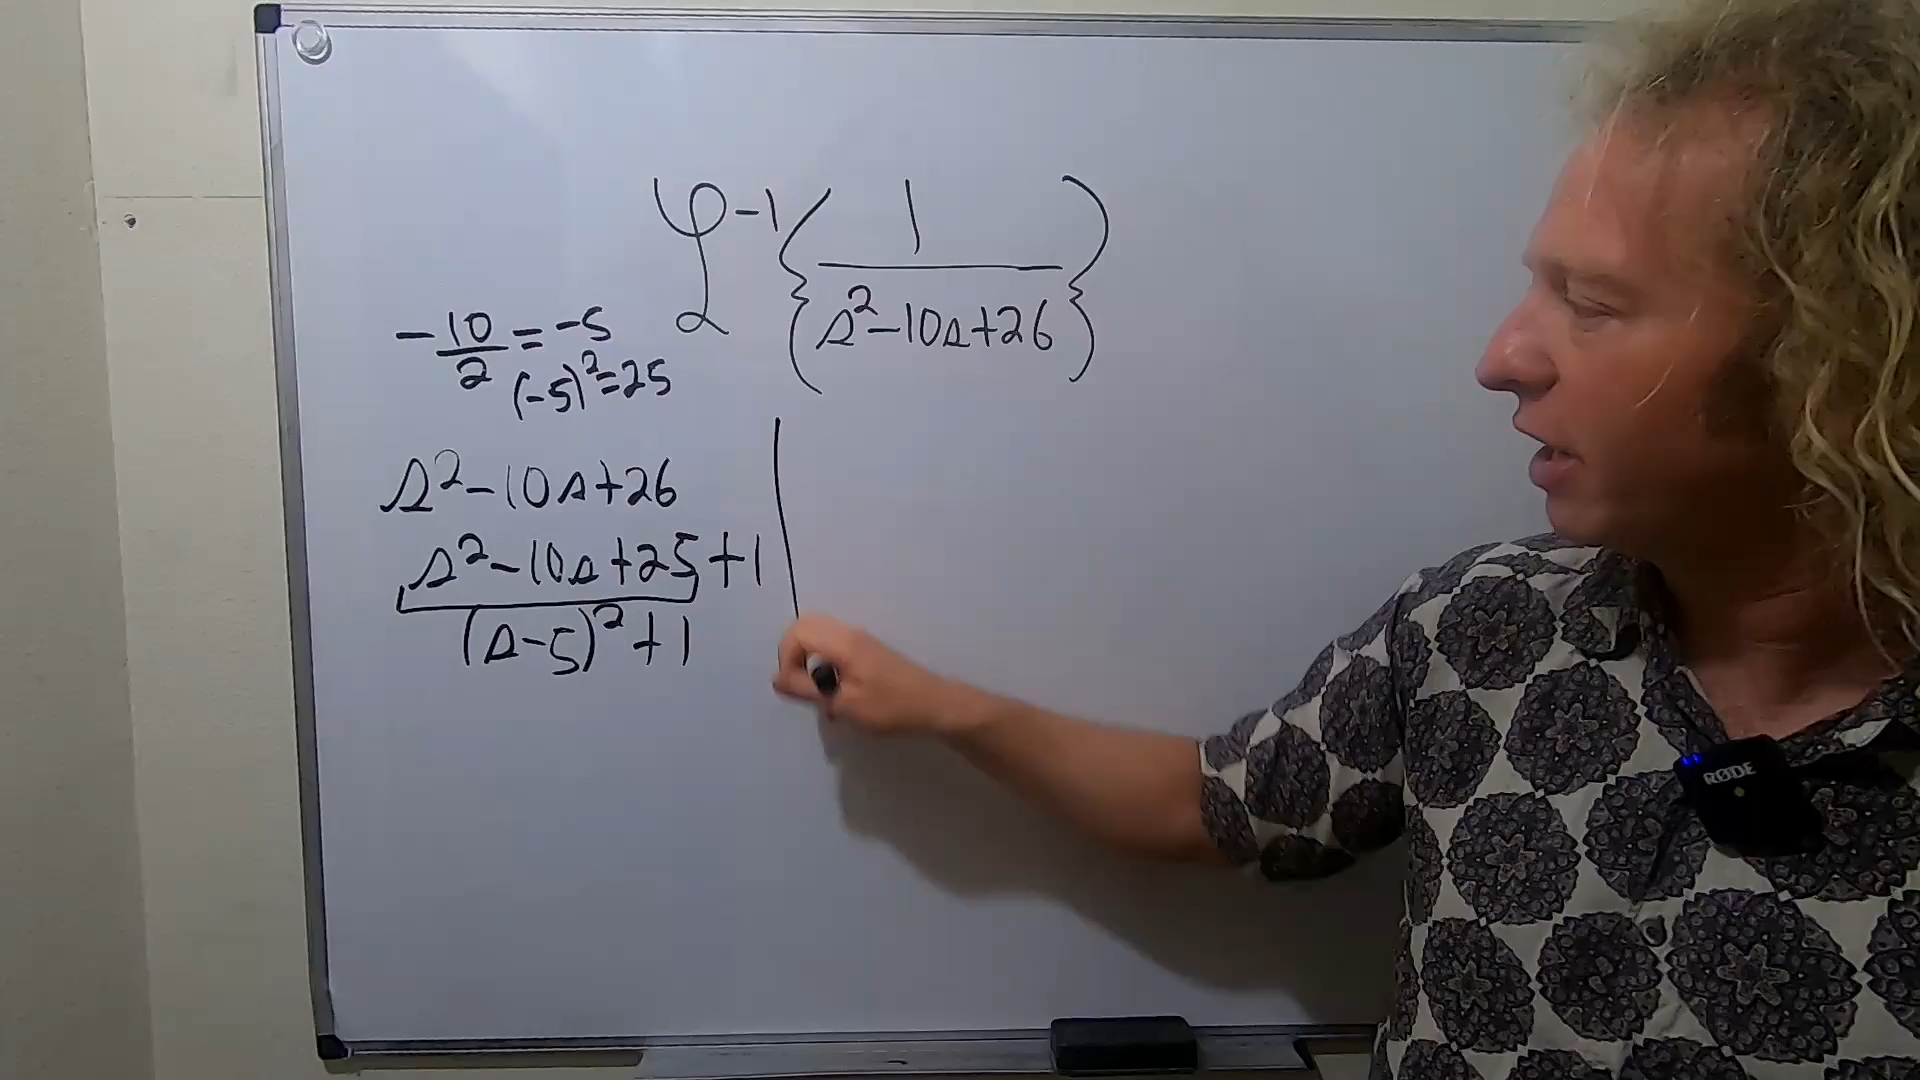 ℒ⁻¹{1/(s²-10s+26)}
-10/2 = -5
(-5)²=25
s²-10s+26
s²-10s+25+1
(s-5)²+1
RØDE